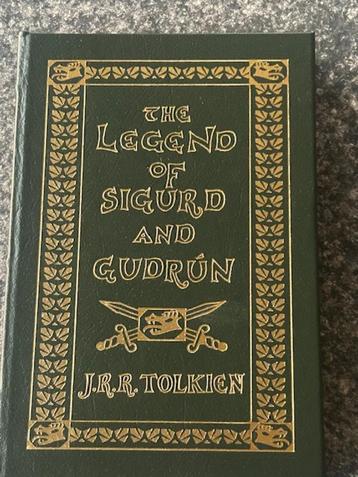 THE
LEGEND
OF
SIGURD
AND
GUDRÚN
J.R.R. TOLKIEN